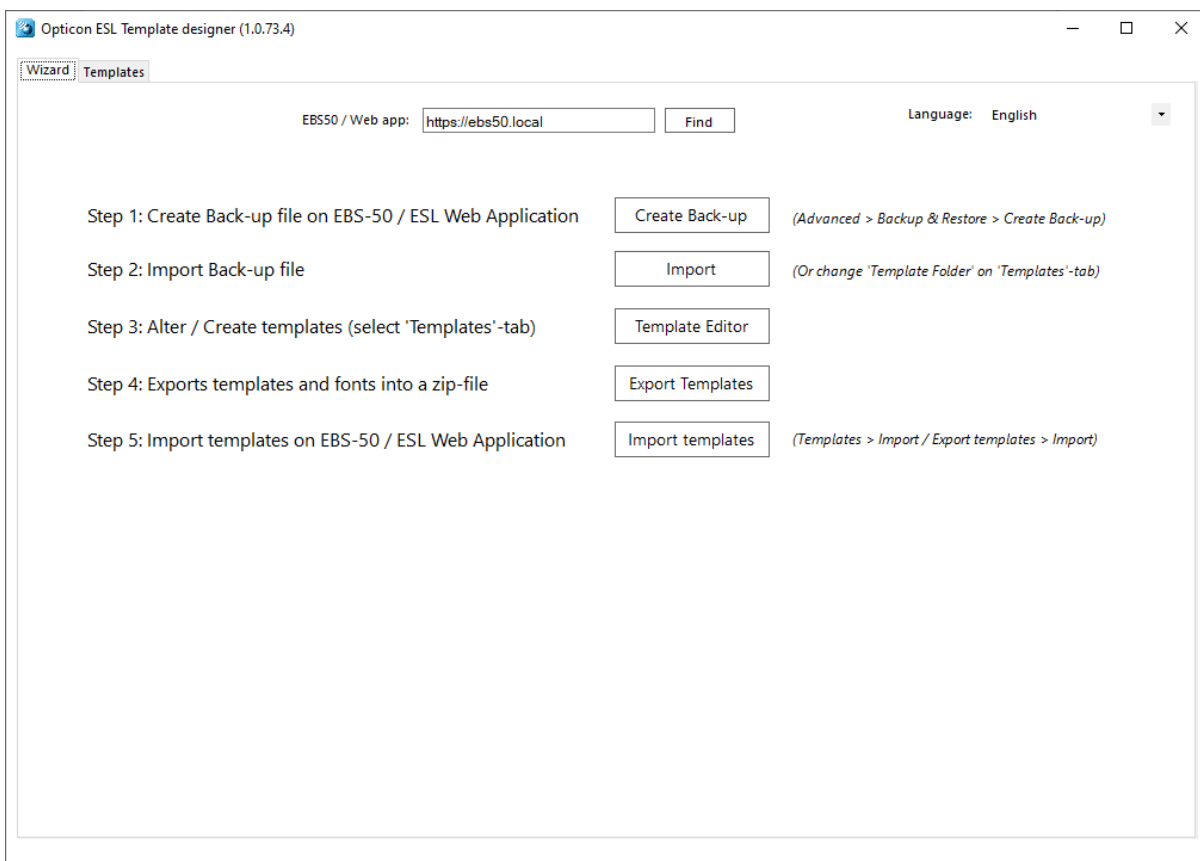 Opticon ESL Template designer (1.0.73.4)
Wizard Templates
EBS50 / Web app: https://ebs50.local Find Language: English
Step 1: Create Back-up file on EBS-50 / ESL Web Application Create Back-up (Advanced > Backup & Restore > Create Back-up)
Step 2: Import Back-up file Import (Or change 'Template Folder' on 'Templates'-tab)
Step 3: Alter / Create templates (select 'Templates'-tab) Template Editor
Step 4: Exports templates and fonts into a zip-file Export Templates
Step 5: Import templates on EBS-50 / ESL Web Application Import templates (Templates > Import / Export templates > Import)